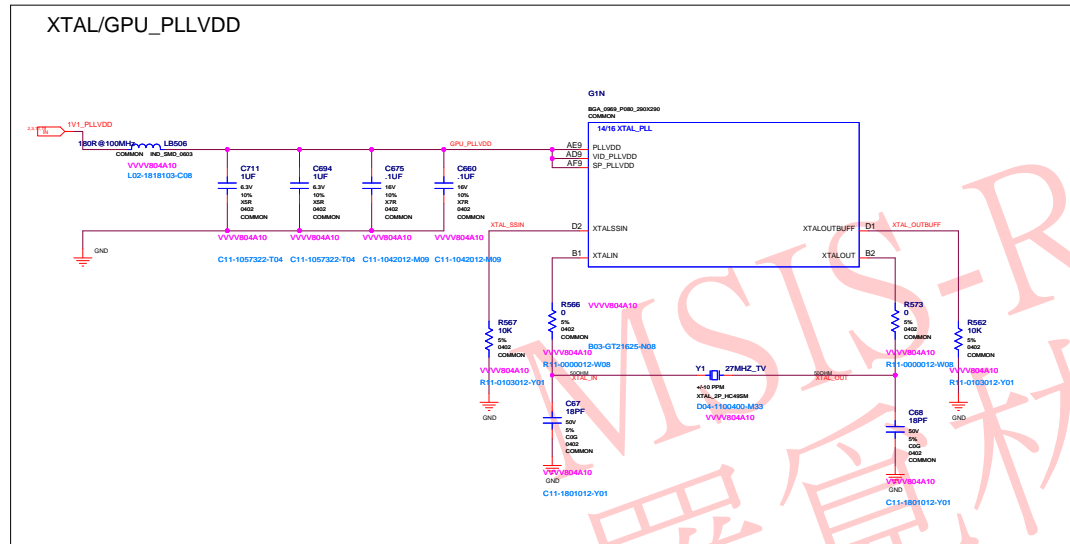 XTAL/GPU_PLLVDD
G1N
BGA_0969_P080_290X290
COMMON
14/16 XTAL_PLL
IN
1V1_PLLVDD
180R@100MHz
LB506
COMMON
IND_SMD_0603
VVVV804A10
L02-1818103-C08
GPU_PLLVDD
AE9
PLLVDD
AD9
VID_PLLVDD
AF9
SP_PLLVDD
C711
1UF
6.3V
10%
X5R
0402
COMMON
VVVV804A10
C11-1057322-T04
C694
1UF
6.3V
10%
X5R
0402
COMMON
VVVV804A10
C11-1057322-T04
C675
.1UF
16V
10%
X7R
0402
COMMON
VVVV804A10
C11-1042012-M09
C660
.1UF
16V
10%
X7R
0402
COMMON
VVVV804A10
C11-1042012-M09
GND
XTAL_SSIN
D2
XTALSSIN
B1
XTALIN
XTALOUTBUFF
D1
XTAL_OUTBUFF
XTALOUT
B2
R567
10K
5%
0402
COMMON
VVVV804A10
R11-0103012-Y01
GND
R566
0
5%
0402
COMMON
VVVV804A10
R11-0000012-W08
VVVV804A10
B03-GT21625-N08
R573
0
5%
0402
COMMON
VVVV804A10
R11-0000012-W08
R562
10K
5%
0402
COMMON
VVVV804A10
R11-0103012-Y01
GND
50OHM
XTAL_IN
Y1
27MHZ_TV
+/-10 PPM
XTAL_2P_HC49SM
D04-1100400-M33
VVVV804A10
50OHM
XTAL_OUT
C67
18PF
50V
5%
C0G
0402
COMMON
VVVV804A10
GND
C11-1801012-Y01
C68
18PF
50V
5%
C0G
0402
COMMON
VVVV804A10
GND
C11-1801012-Y01
MSIS-R